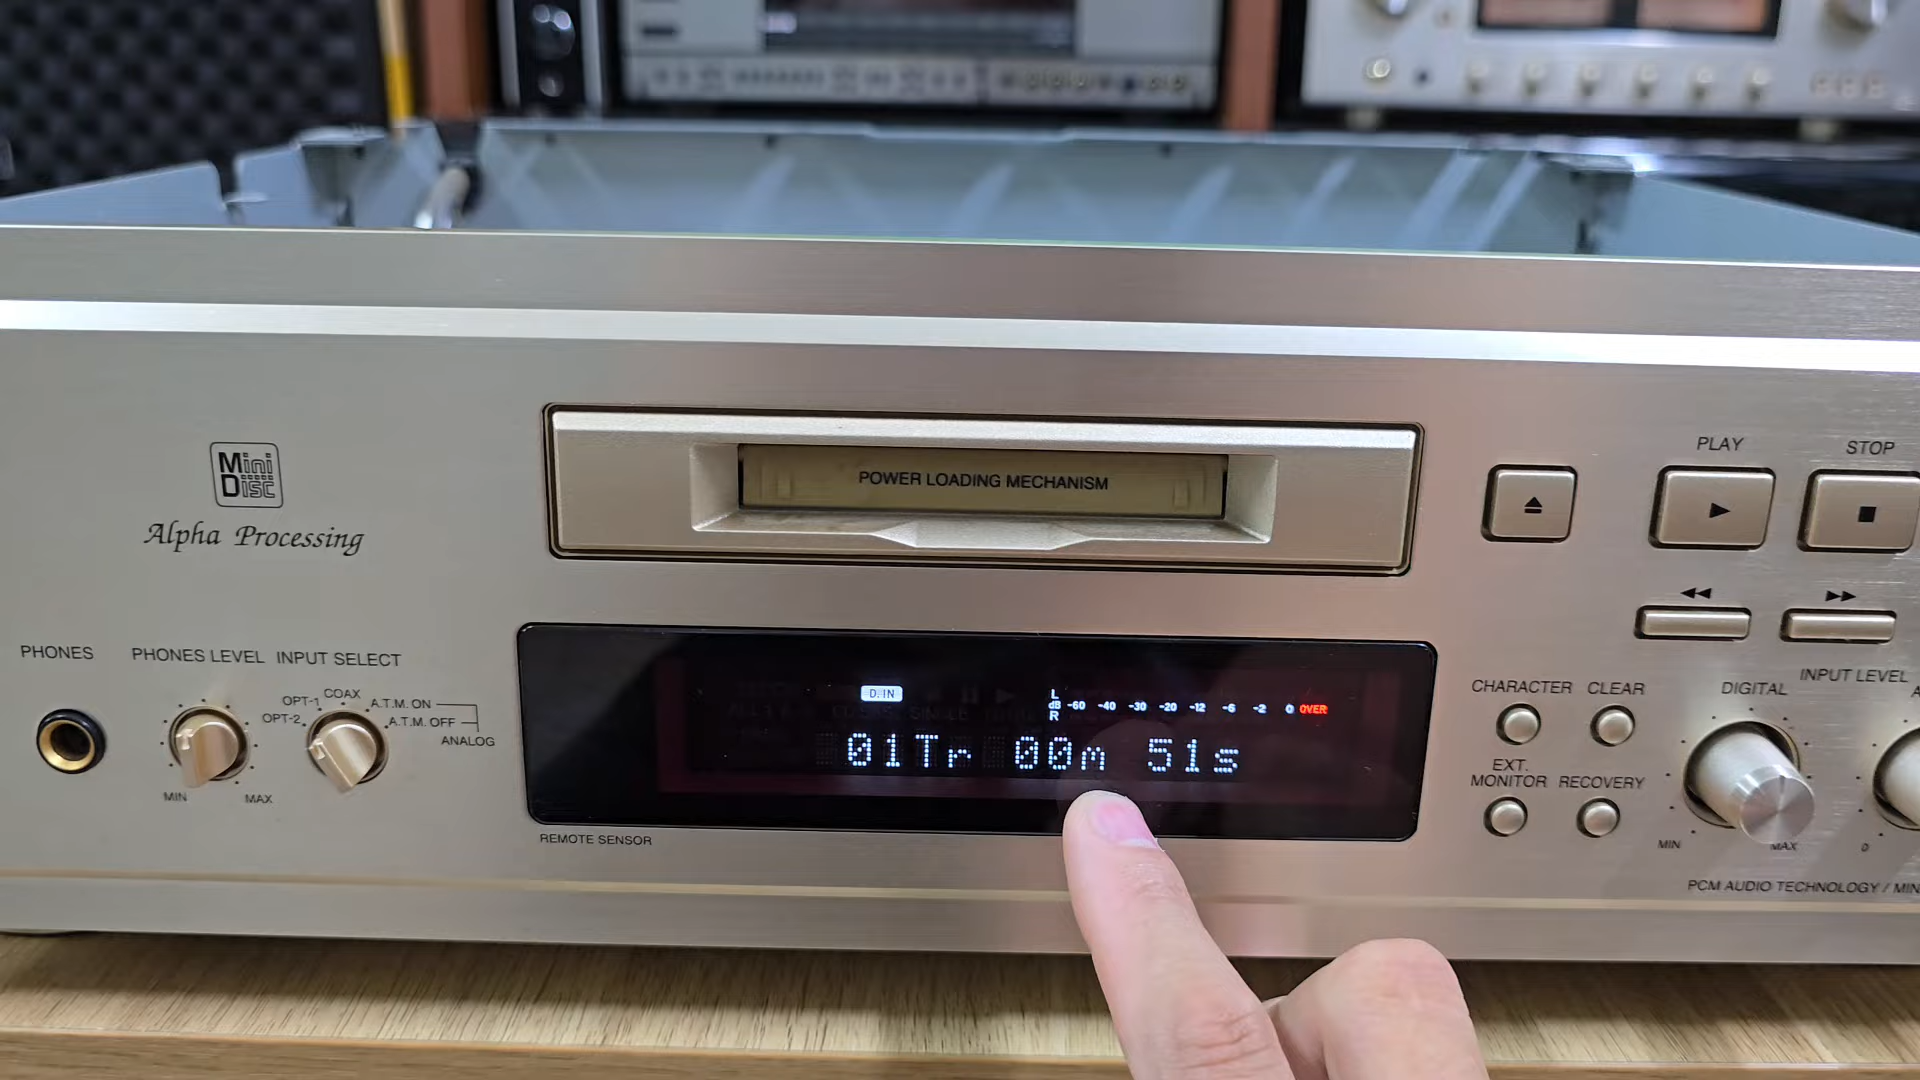 Mini
Disc
Alpha Processing
POWER LOADING MECHANISM
PLAY
STOP
PHONES
PHONES LEVEL
MIN
MAX
INPUT SELECT
OPT-2
OPT-1
COAX
A.T.M. ON
A.T.M. OFF
ANALOG
D.IN
L
dB -60 -40 -30 -20 -12 -6 -2 0 OVER
R
01Tr 00m 51s
REMOTE SENSOR
CHARACTER
CLEAR
EXT.
MONITOR
RECOVERY
INPUT LEVEL
DIGITAL
MIN
MAX
0
PCM AUDIO TECHNOLOGY / MIN